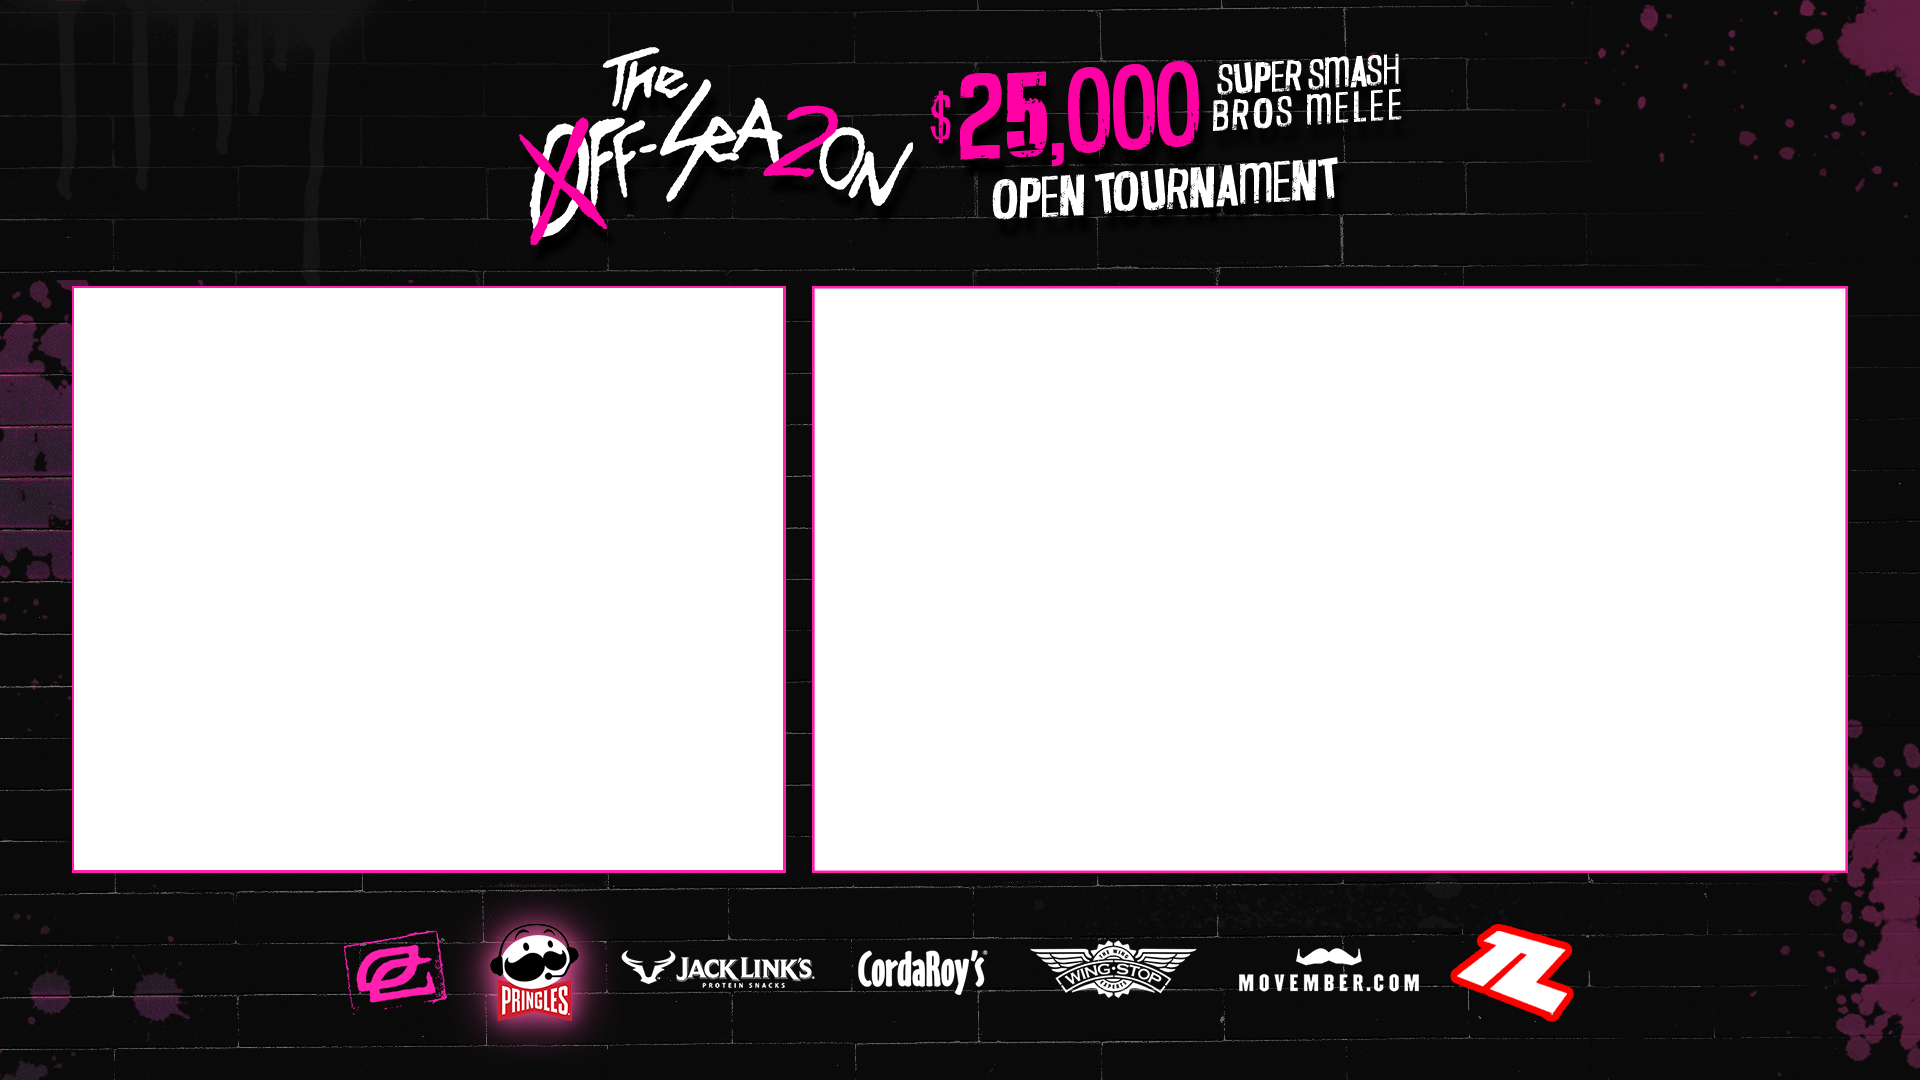 THE
OFF-SEA2ON
$25,000
SUPER SMASH
BROS MELEE
OPEN TOURNAMENT
PRINGLES
JACK LINK'S
PROTEIN SNACKS
CordaRoy's
WING·STOP
MOVEMBER.COM